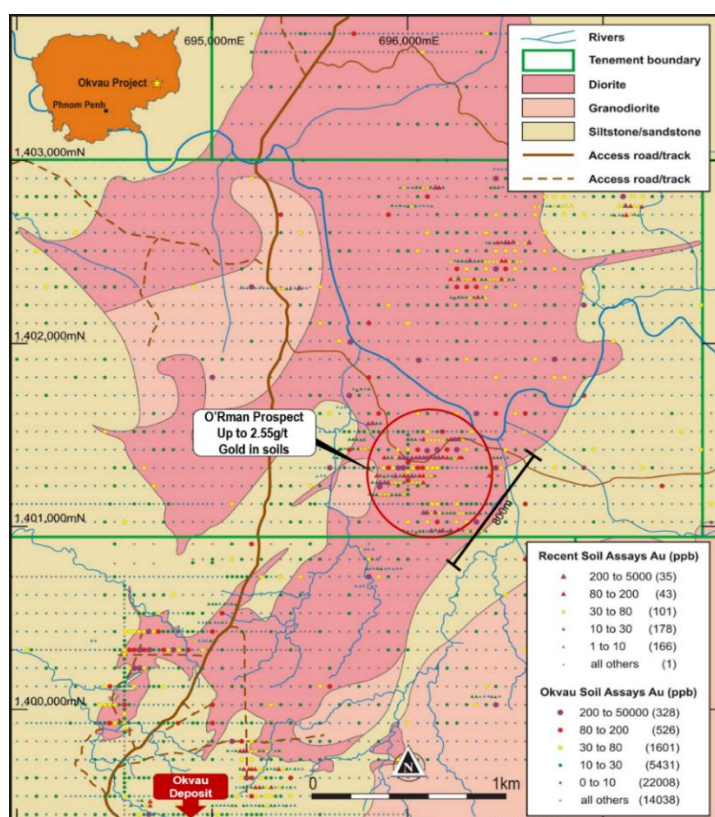 695,000mE
696,000mE
Okvau Project
Phnom Penh
1,403,000mN
1,402,000mN
1,401,000mN
1,400,000mN
Rivers
Tenement boundary
Diorite
Granodiorite
Siltstone/sandstone
Access road/track
Access road/track
O'Rman Prospect
Up to 2.55g/t
Gold in soils
800m
Recent Soil Assays Au (ppb)
200 to 5000 (35)
80 to 200 (43)
30 to 80 (101)
10 to 30 (178)
1 to 10 (166)
all others (1)
Okvau Soil Assays Au (ppb)
200 to 50000 (328)
80 to 200 (526)
30 to 80 (1601)
10 to 30 (5431)
0 to 10 (22008)
all others (14038)
N
0
1km
Okvau
Deposit